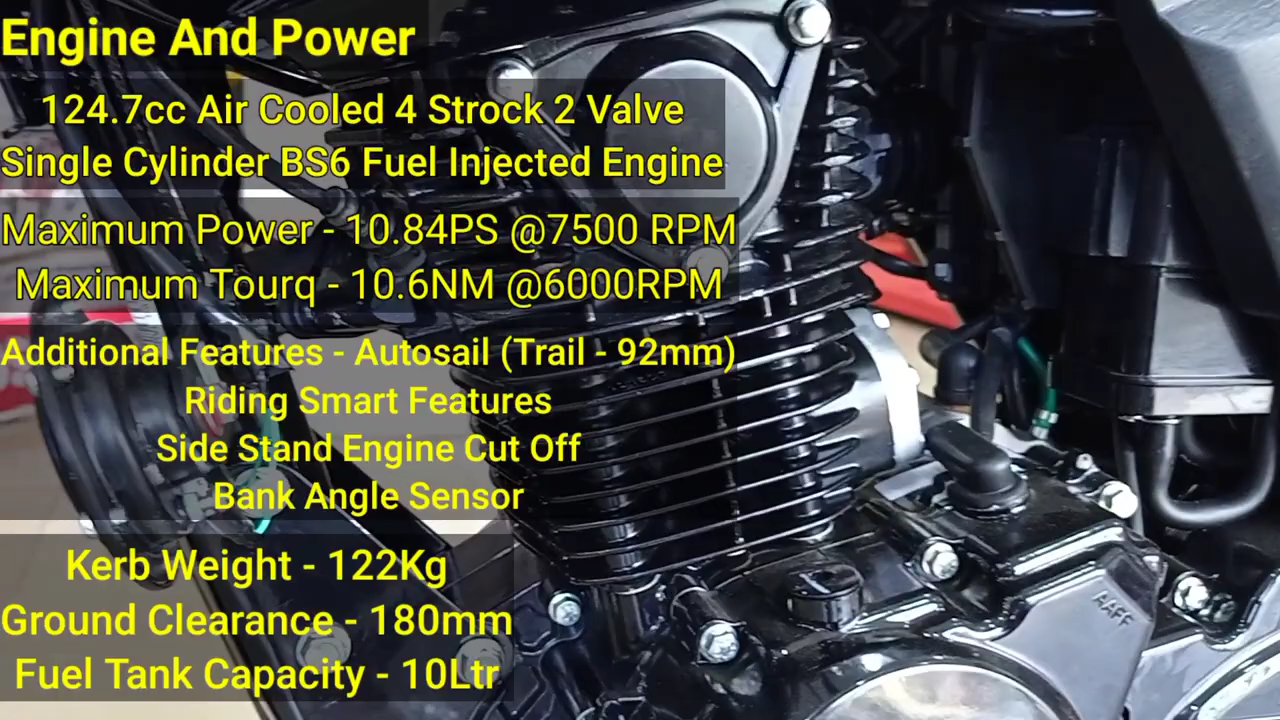 Engine And Power
124.7cc Air Cooled 4 Strock 2 Valve
Single Cylinder BS6 Fuel Injected Engine
Maximum Power - 10.84PS @7500 RPM
Maximum Tourq - 10.6NM @6000RPM
Additional Features - Autosail (Trail - 92mm)
Riding Smart Features
Side Stand Engine Cut Off
Bank Angle Sensor
Kerb Weight - 122Kg
Ground Clearance - 180mm
Fuel Tank Capacity - 10Ltr
AAFF